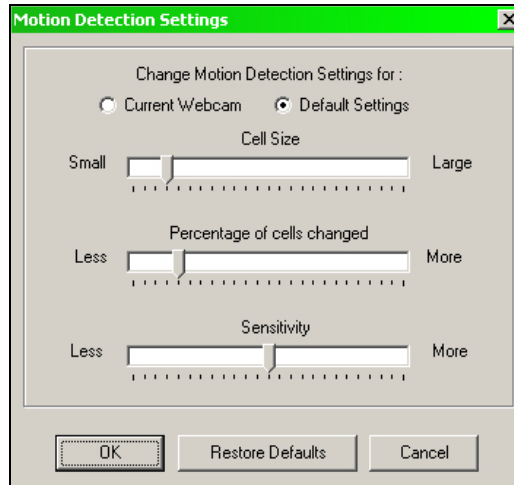 Motion Detection Settings
Change Motion Detection Settings for :
Current Webcam Default Settings
Cell Size
Small Large
Percentage of cells changed
Less More
Sensitivity
Less More
OK Restore Defaults Cancel